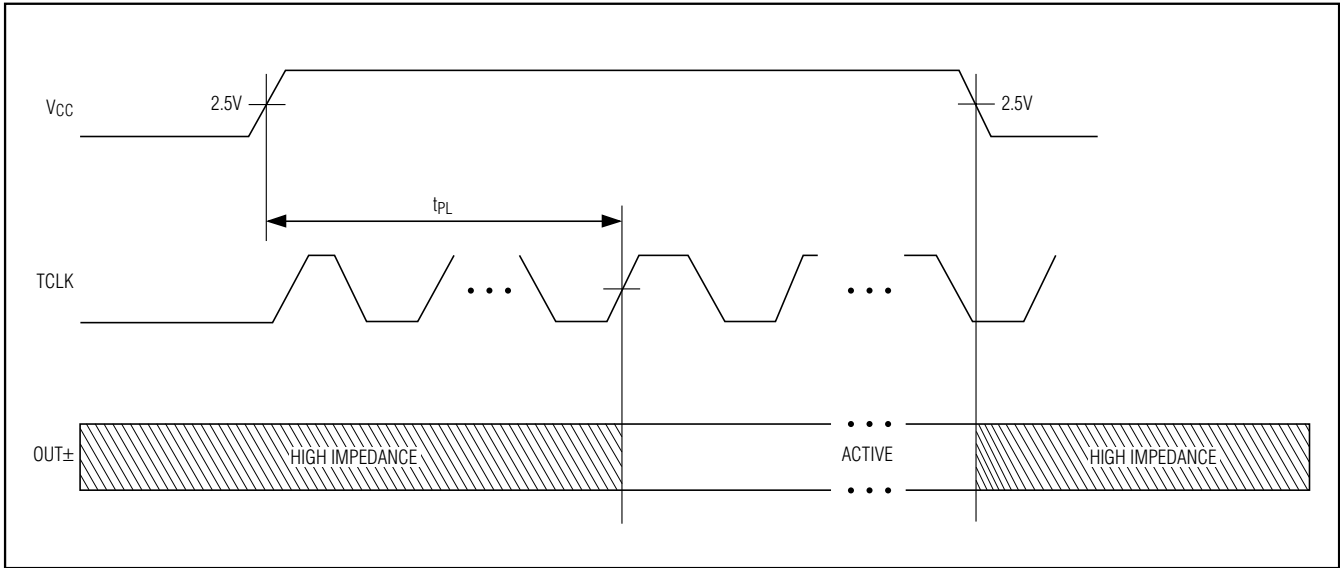 VCC
2.5V
2.5V
tPL
TCLK
• • •
• • •
OUT±
HIGH IMPEDANCE
• • •
ACTIVE
• • •
HIGH IMPEDANCE